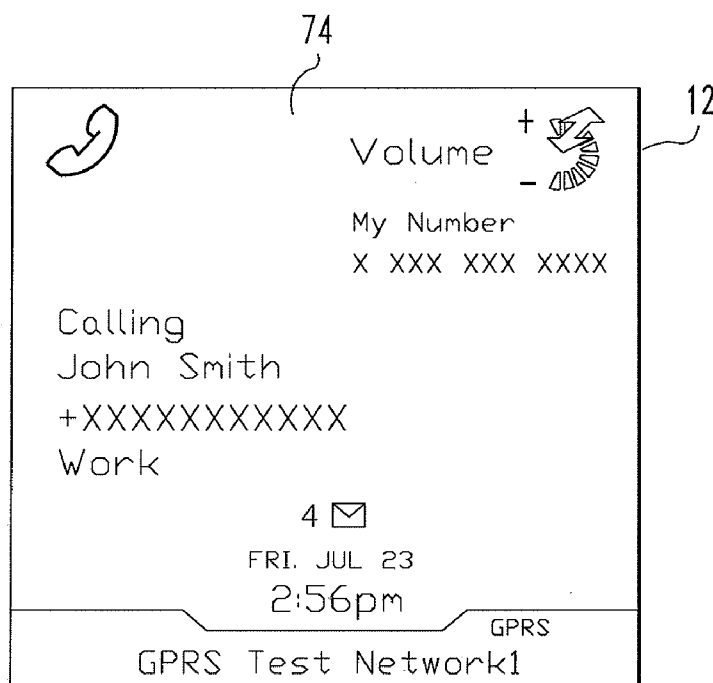 74
12
+
Volume
-
My Number
X XXX XXX XXXX
Calling
John Smith
+XXXXXXXXXXX
Work
4
FRI. JUL 23
2:56pm
GPRS
GPRS Test Network1